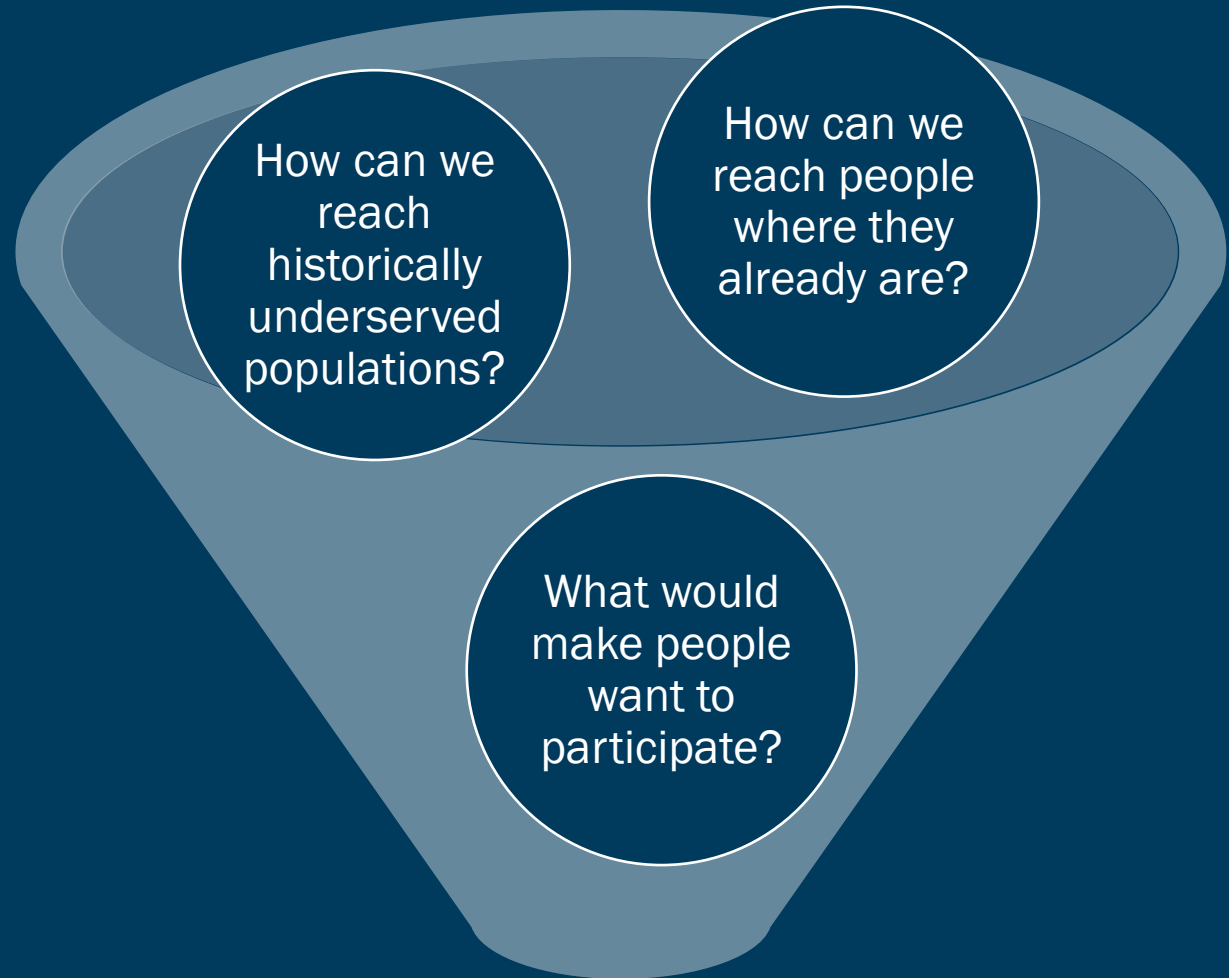 How can we
reach
historically
underserved
populations?
How can we
reach people
where they
already are?
What would
make people
want to
participate?